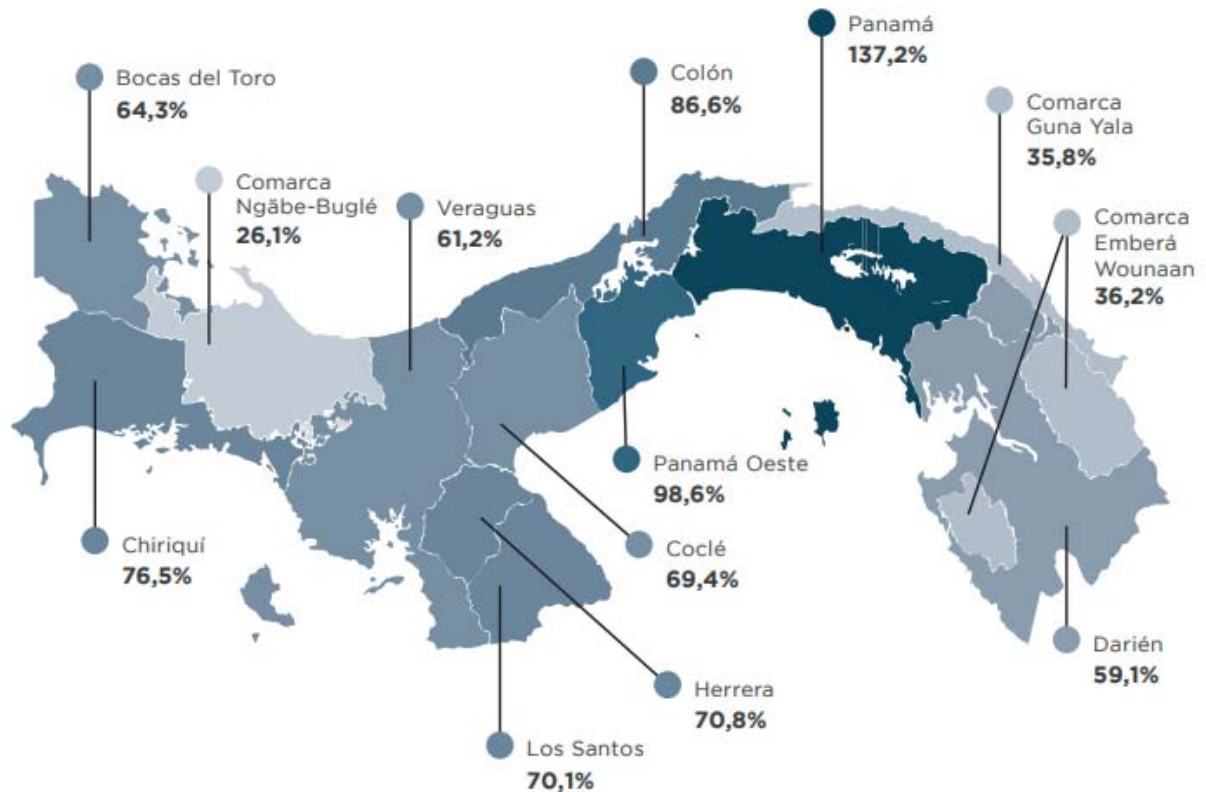 Panamá
137,2%
Bocas del Toro
64,3%
Colón
86,6%
Comarca
Guna Yala
35,8%
Comarca
Ngäbe-Buglé
26,1%
Veraguas
61,2%
Comarca
Emberá
Wounaan
36,2%
Panamá Oeste
98,6%
Chiriquí
76,5%
Coclé
69,4%
Darién
59,1%
Herrera
70,8%
Los Santos
70,1%